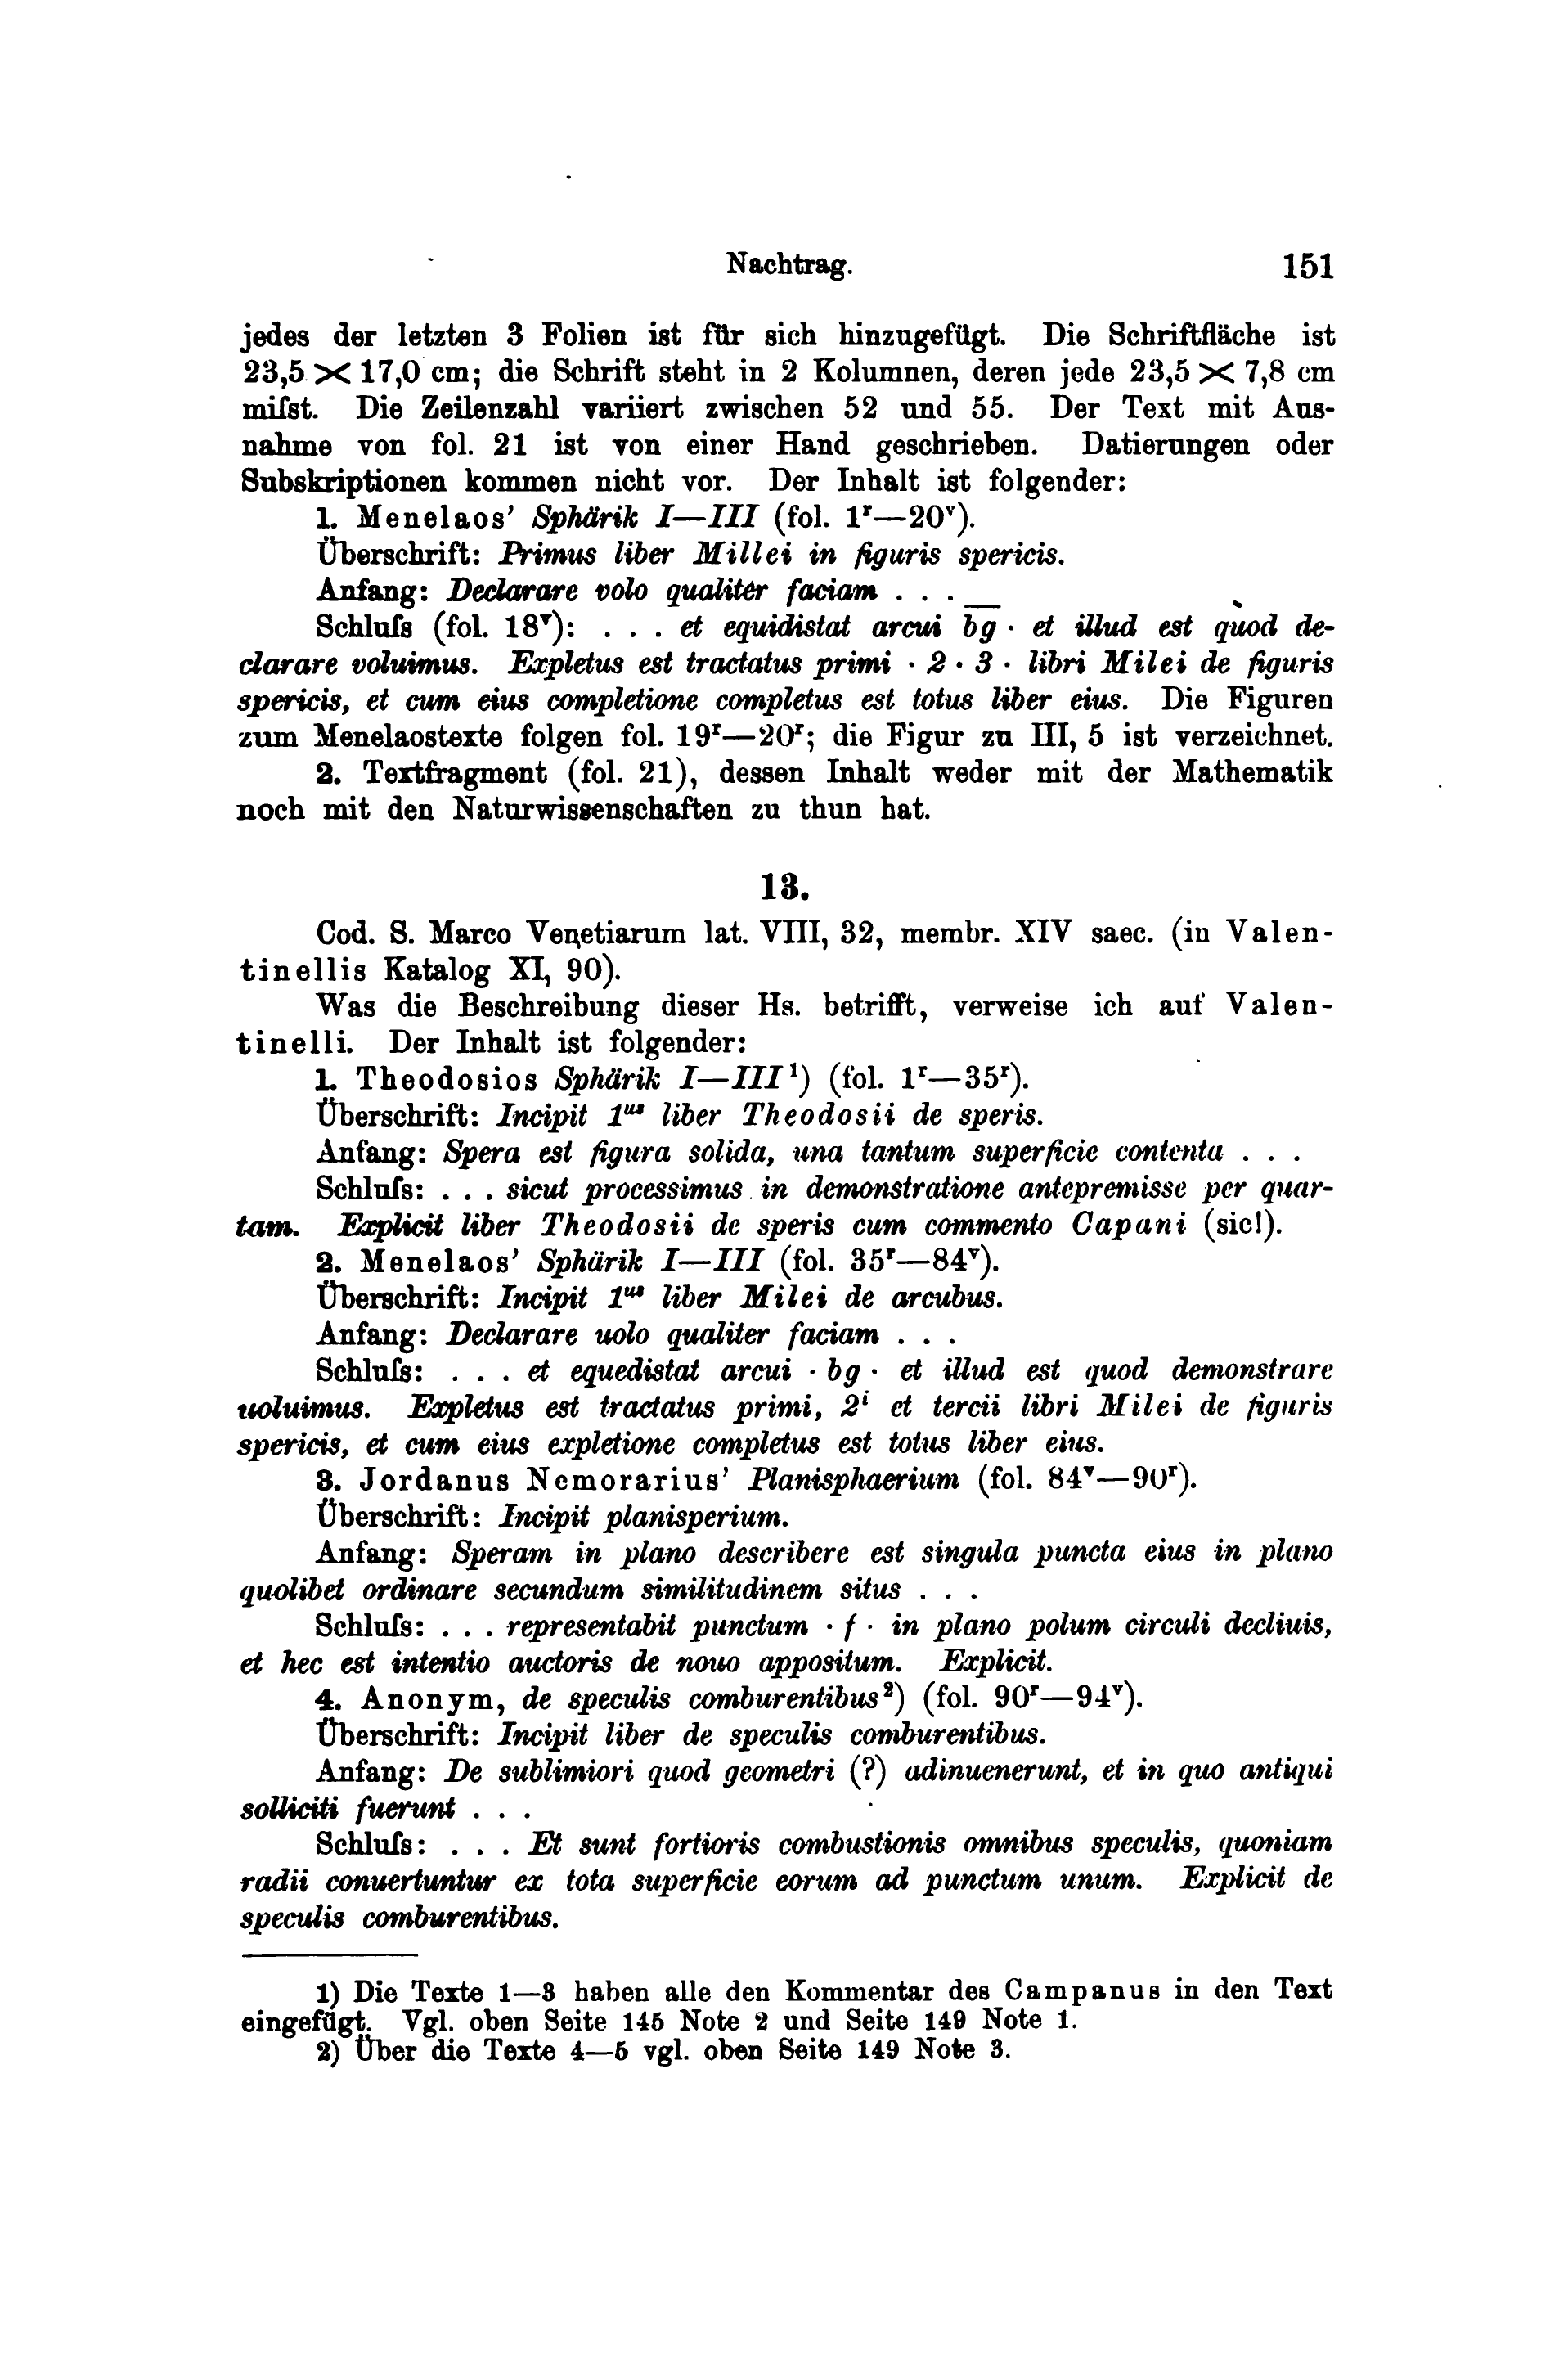 Nachtrag. 151
jedes der letzten 3 Folien ist für sich hinzugefügt. Die Schriftfläche ist
23,5 × 17,0 cm; die Schrift steht in 2 Kolumnen, deren jede 23,5 × 7,8 cm
miſst. Die Zeilenzahl variiert zwischen 52 und 55. Der Text mit Aus-
nahme von fol. 21 ist von einer Hand geschrieben. Datierungen oder
Subskriptionen kommen nicht vor. Der Inhalt ist folgender:
1. Menelaos' Sphärik I—III (fol. 1ʳ—20ᵛ).
Überschrift: Primus liber Millei in figuris spericis.
Anfang: Declarare volo qualiter faciam . . .
Schluſs (fol. 18ᵛ): . . . et equidistat arcui b̅g̅ · et illud est quod de-
clarare voluimus. Expletus est tractatus primi · 2 · 3 · libri Milei de figuris
spericis, et cum eius completione completus est totus liber eius. Die Figuren
zum Menelaostexte folgen fol. 19ʳ—20ʳ; die Figur zu III, 5 ist verzeichnet.
2. Textfragment (fol. 21), dessen Inhalt weder mit der Mathematik
noch mit den Naturwissenschaften zu thun hat.
13.
Cod. S. Marco Venetiarum lat. VIII, 32, membr. XIV saec. (in Valen-
tinellis Katalog XI, 90).
Was die Beschreibung dieser Hs. betrifft, verweise ich auf Valen-
tinelli. Der Inhalt ist folgender:
1. Theodosios Sphärik I—III¹) (fol. 1ʳ—35ʳ).
Überschrift: Incipit 1ᵘˢ liber Theodosii de speris.
Anfang: Spera est figura solida, una tantum superficie contenta . . .
Schluſs: . . . sicut processimus in demonstratione antepremisse per quar-
tam. Explicit liber Theodosii de speris cum commento Capani (sic!).
2. Menelaos' Sphärik I—III (fol. 35ʳ—84ᵛ).
Überschrift: Incipit 1ᵘˢ liber Milei de arcubus.
Anfang: Declarare uolo qualiter faciam . . .
Schluſs: . . . et equedistat arcui · bg · et illud est quod demonstrare
uoluimus. Expletus est tractatus primi, 2ⁱ et tercii libri Milei de figuris
spericis, et cum eius expletione completus est totus liber eius.
3. Jordanus Nemorarius' Planisphaerium (fol. 84ᵛ—90ʳ).
Überschrift: Incipit planisperium.
Anfang: Speram in plano describere est singula puncta eius in plano
quolibet ordinare secundum similitudinem situs . . .
Schluſs: . . . representabit punctum · f · in plano polum circuli decliuis,
et hec est intentio auctoris de nouo appositum. Explicit.
4. Anonym, de speculis comburentibus²) (fol. 90ʳ—94ᵛ).
Überschrift: Incipit liber de speculis comburentibus.
Anfang: De sublimiori quod geometri (?) adinuenerunt, et in quo antiqui
solliciti fuerunt . . .
Schluſs: . . . Et sunt fortioris combustionis omnibus speculis, quoniam
radii conuertuntur ex tota superficie eorum ad punctum unum. Explicit de
speculis comburentibus.
1) Die Texte 1—3 haben alle den Kommentar des Campanus in den Text
eingefügt. Vgl. oben Seite 145 Note 2 und Seite 149 Note 1.
2) Über die Texte 4—5 vgl. oben Seite 149 Note 3.